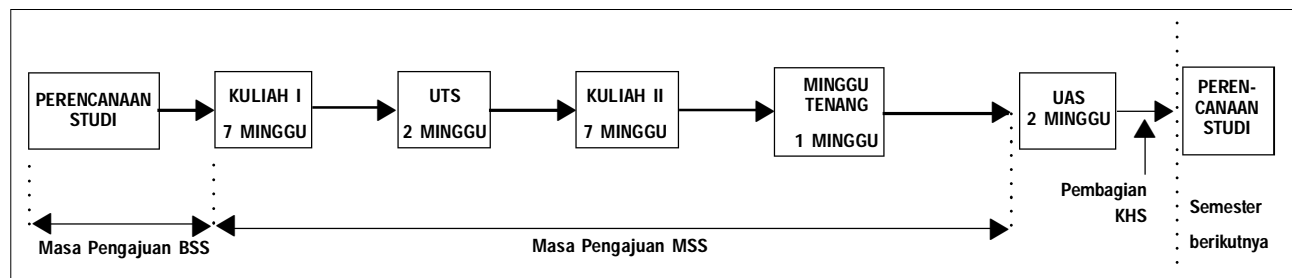 PERENCANAAN
STUDI
KULIAH I
7 MINGGU
UTS
2 MINGGU
KULIAH II
7 MINGGU
MINGGU
TENANG
1 MINGGU
UAS
2 MINGGU
PEREN-
CANAAN
STUDI
Pembagian
KHS
Semester
berikutnya
Masa Pengajuan BSS
Masa Pengajuan MSS